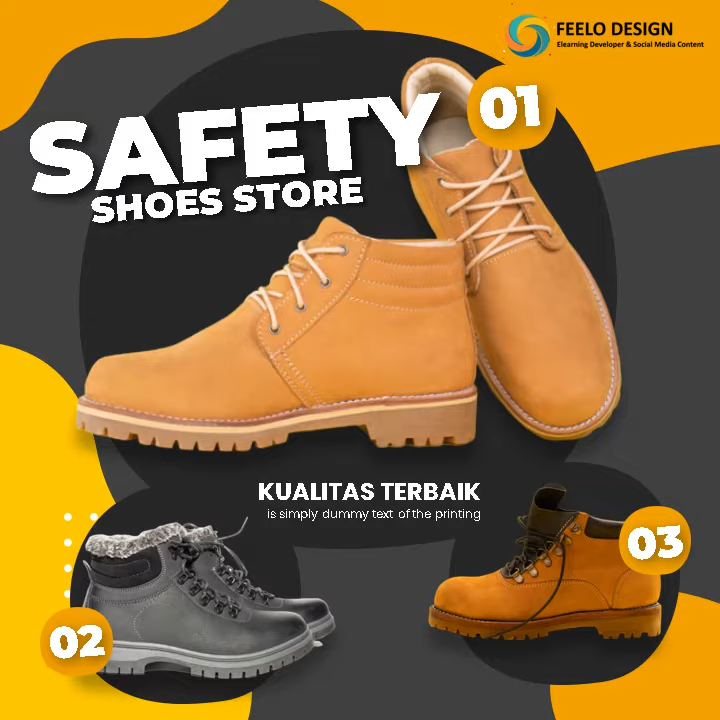 FEELO DESIGN
Elearning Developer & Social Media Content
01
SAFETY
SHOES STORE
KUALITAS TERBAIK
is simply dummy text of the printing
02
03